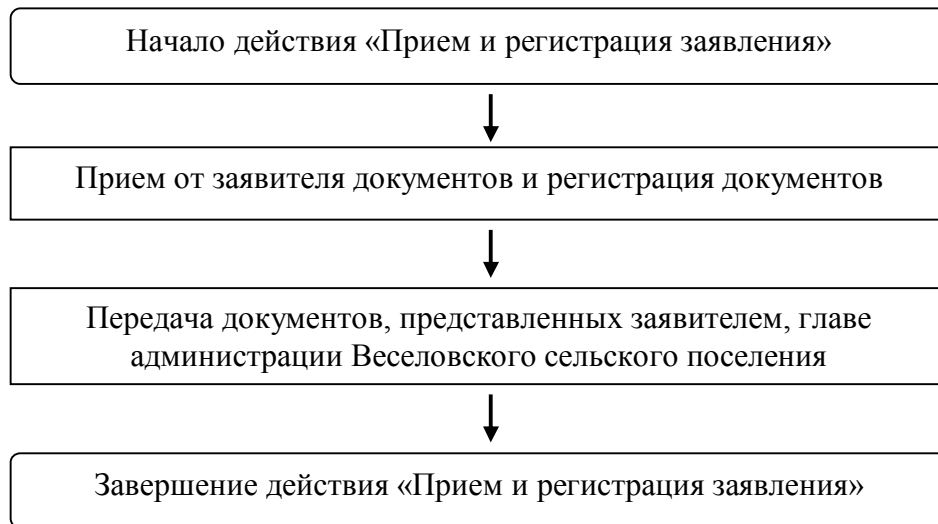 Начало действия «Прием и регистрация заявления»
Прием от заявителя документов и регистрация документов
Передача документов, представленных заявителем, главе
администрации Веселовского сельского поселения
Завершение действия «Прием и регистрация заявления»